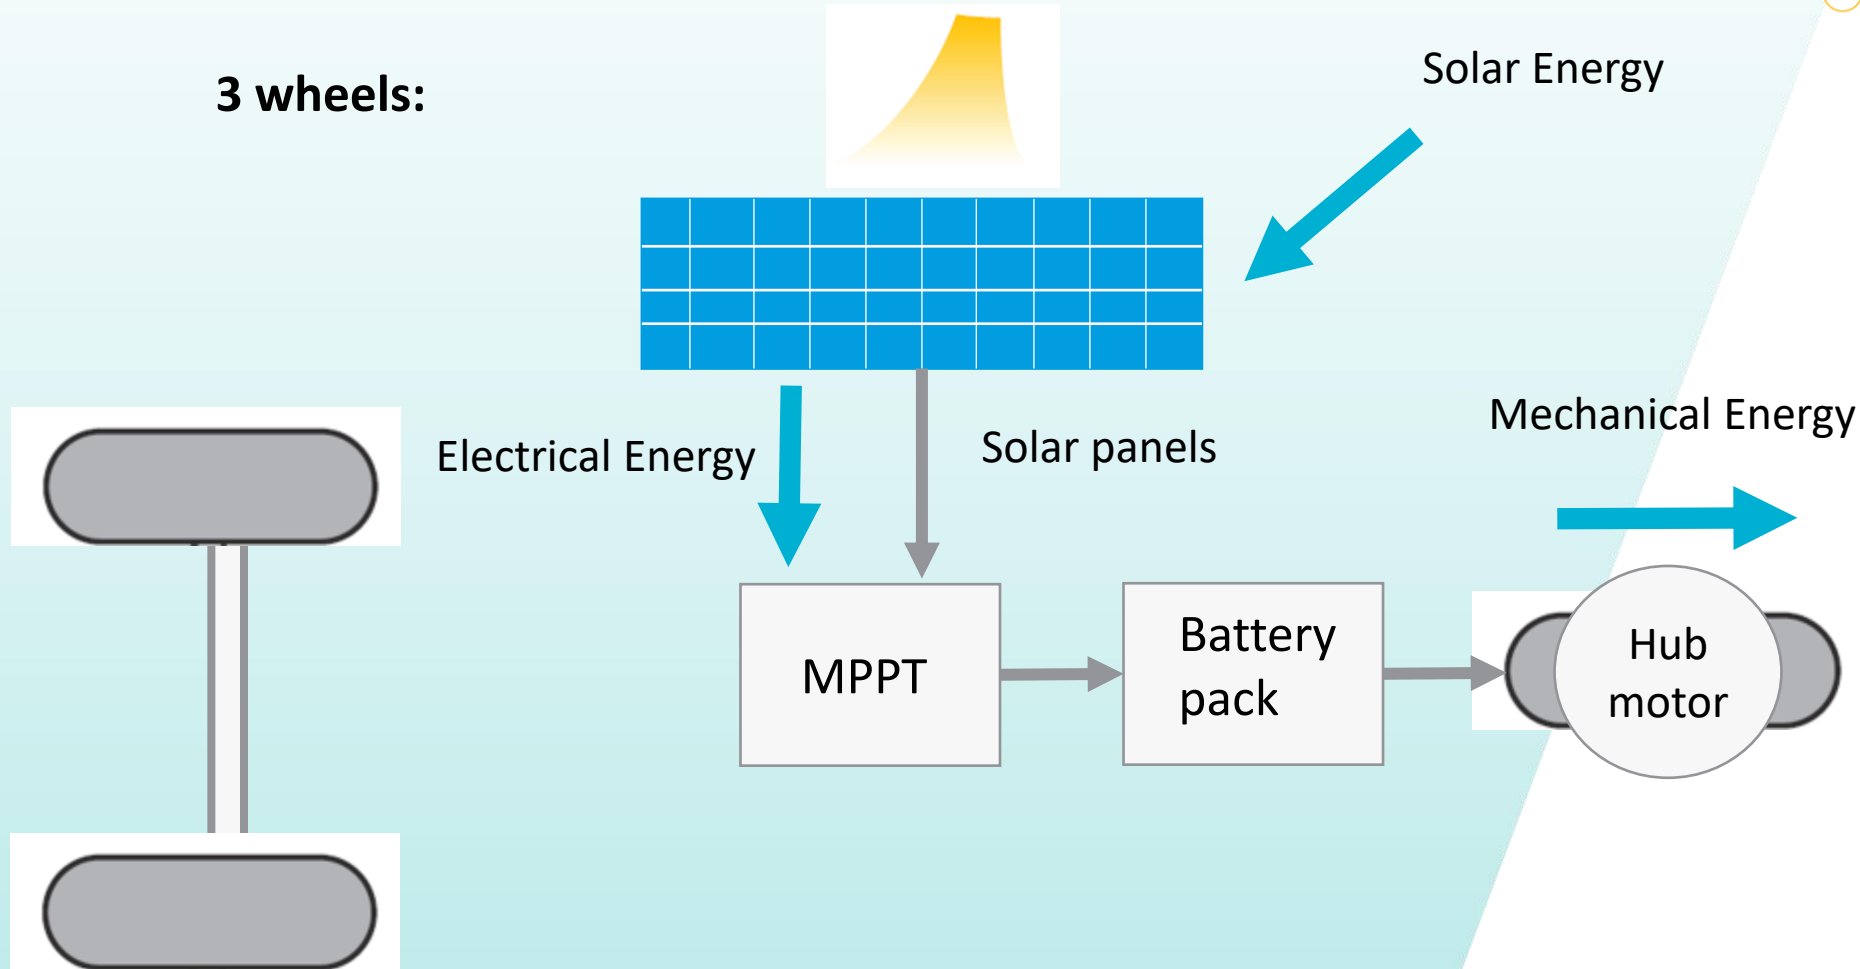 3 wheels:
Solar Energy
Electrical Energy
Solar panels
Mechanical Energy
MPPT
Battery
pack
Hub
motor